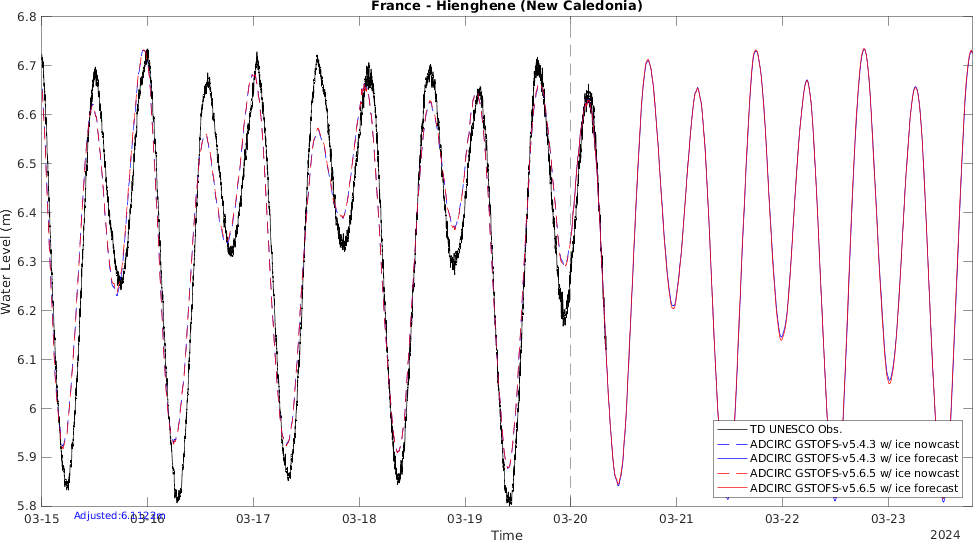 France - Hienghene (New Caledonia)
6.8
6.7
6.6
6.5
6.4
6.3
6.2
6.1
6
5.9
5.8
Water Level (m)
TD UNESCO Obs.
ADCIRC GSTOFS-v5.4.3 w/ ice nowcast
ADCIRC GSTOFS-v5.4.3 w/ ice forecast
ADCIRC GSTOFS-v5.6.5 w/ ice nowcast
ADCIRC GSTOFS-v5.6.5 w/ ice forecast
03-15 03-16 03-17 03-18 03-19 03-20 03-21 03-22 03-23
Time
2024